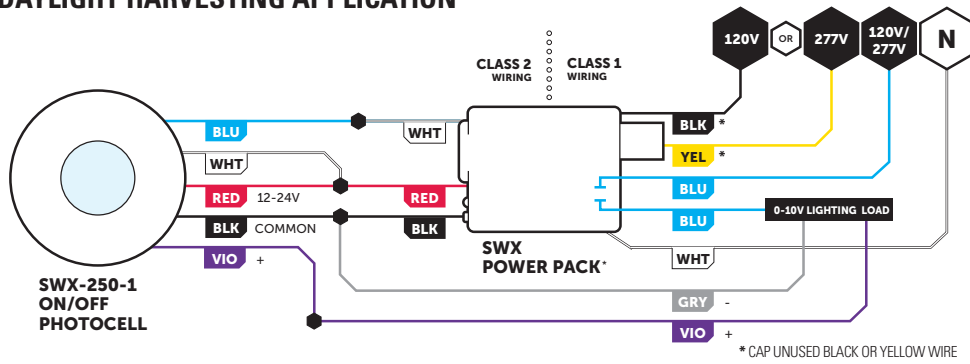 DAYLIGHT HARVESTING APPLICATION
120V
OR
277V
120V/
277V
N
CLASS 2
WIRING
CLASS 1
WIRING
BLU
WHT
WHT
RED
12-24V
RED
BLK
COMMON
BLK
VIO
+
BLK
*
YEL
*
BLU
BLU
0-10V LIGHTING LOAD
WHT
GRY
-
VIO
+
SWX
POWER PACK*
SWX-250-1
ON/OFF
PHOTOCELL
* CAP UNUSED BLACK OR YELLOW WIRE